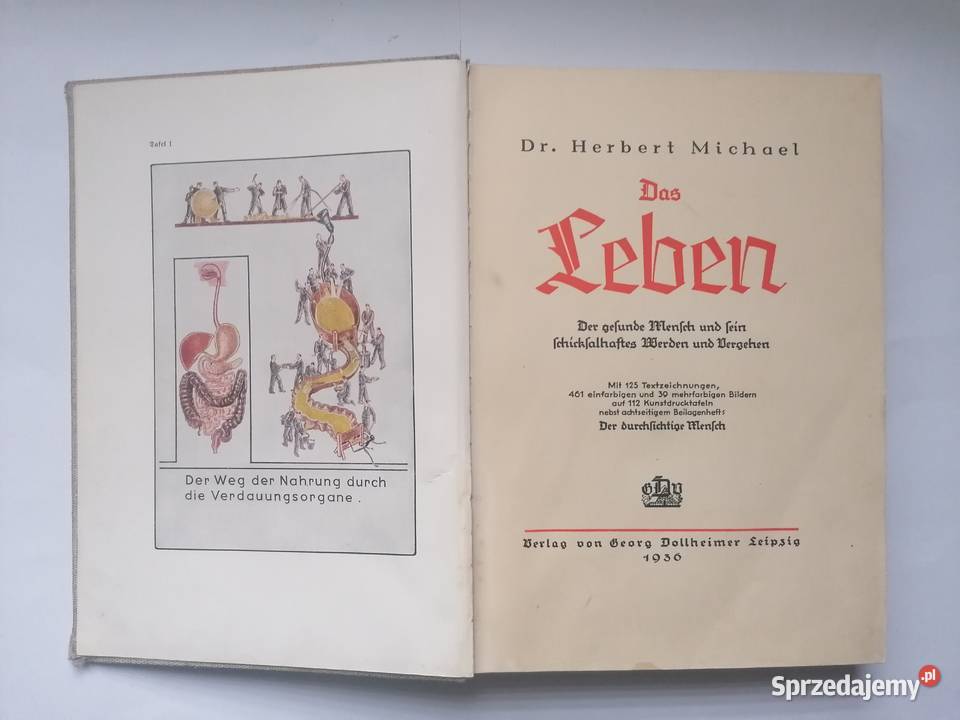 Tafel 1
Der Weg der Nahrung durch
die Verdauungsorgane.
Dr. Herbert Michael
Das
Leben
Der gesunde Mensch und sein
schicksalhaftes Werden und Vergehen
Mit 125 Textzeichnungen,
461 einfarbigen und 39 mehrfarbigen Bildern
auf 112 Kunstdrucktafeln
nebst achtseitigem Beilagenheft:
Der durchsichtige Mensch
GDV
Verlag von Georg Dollheimer Leipzig
1936
Sprzedajemy.pl